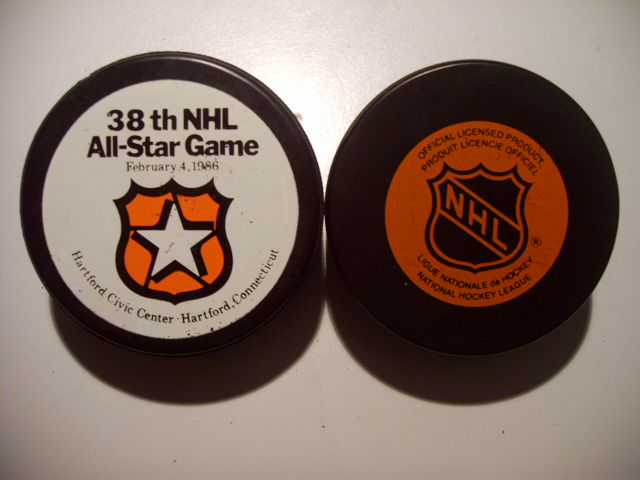 38 th NHL
All-Star Game
February 4, 1986
Hartford Civic Center · Hartford, Connecticut
OFFICIAL LICENSED PRODUCT
PRODUIT LICENCIE OFFICIEL
NHL
®
LIGUE NATIONALE de HOCKEY
NATIONAL HOCKEY LEAGUE